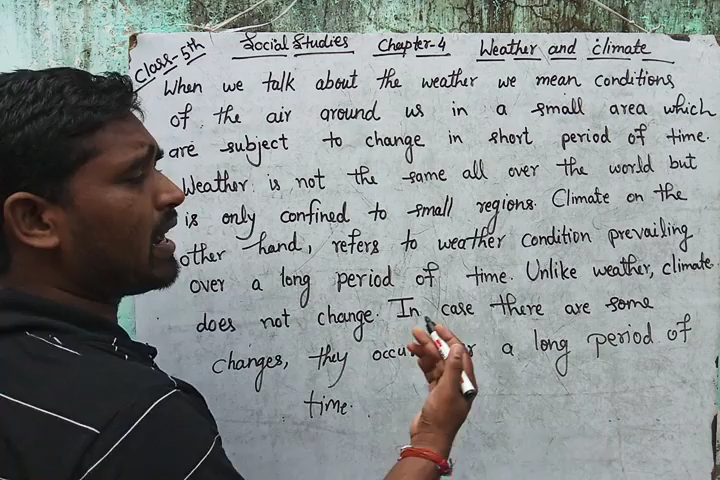 Class-5th Social Studies Chapter-4 Weather and climate
When we talk about the weather we mean conditions
of the air around us in a small area which
are subject to change in short period of time.
Weather is not the same all over the world but
is only confined to small regions. Climate on the
other hand, refers to weather condition prevailing
over a long period of time. Unlike weather, climate
does not change. In case there are some
changes, they a long period of
time.